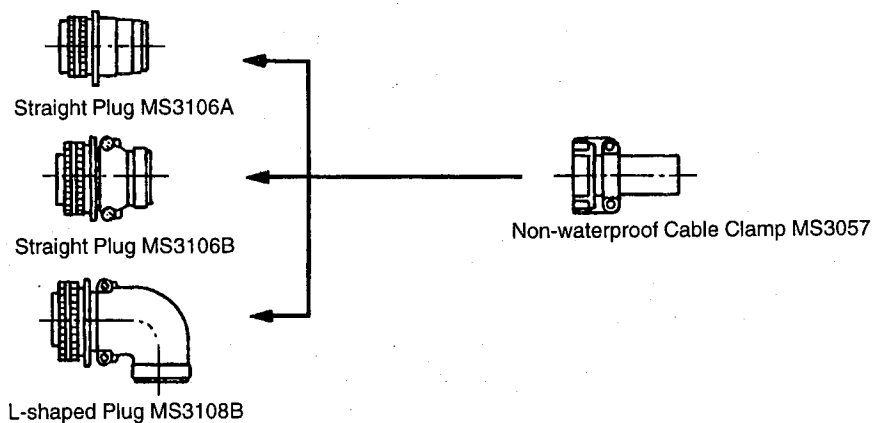 Straight Plug MS3106A
Straight Plug MS3106B
Non-waterproof Cable Clamp MS3057
L-shaped Plug MS3108B